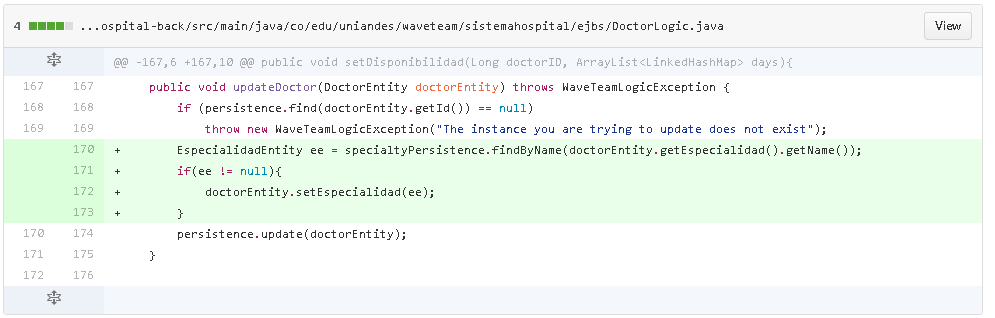 4 ...ospital-back/src/main/java/co/edu/uniandes/waveteam/sistemahospital/ejbs/DoctorLogic.java View
@@ -167,6 +167,10 @@ public void setDisponibilidad(Long doctorID, ArrayList<LinkedHashMap> days){
167 167 public void updateDoctor(DoctorEntity doctorEntity) throws WaveTeamLogicException {
168 168 if (persistence.find(doctorEntity.getId()) == null)
169 169 throw new WaveTeamLogicException("The instance you are trying to update does not exist");
170 + EspecialidadEntity ee = specialtyPersistence.findByName(doctorEntity.getEspecialidad().getName());
171 + if(ee != null){
172 + doctorEntity.setEspecialidad(ee);
173 + }
170 174 persistence.update(doctorEntity);
171 175 }
172 176